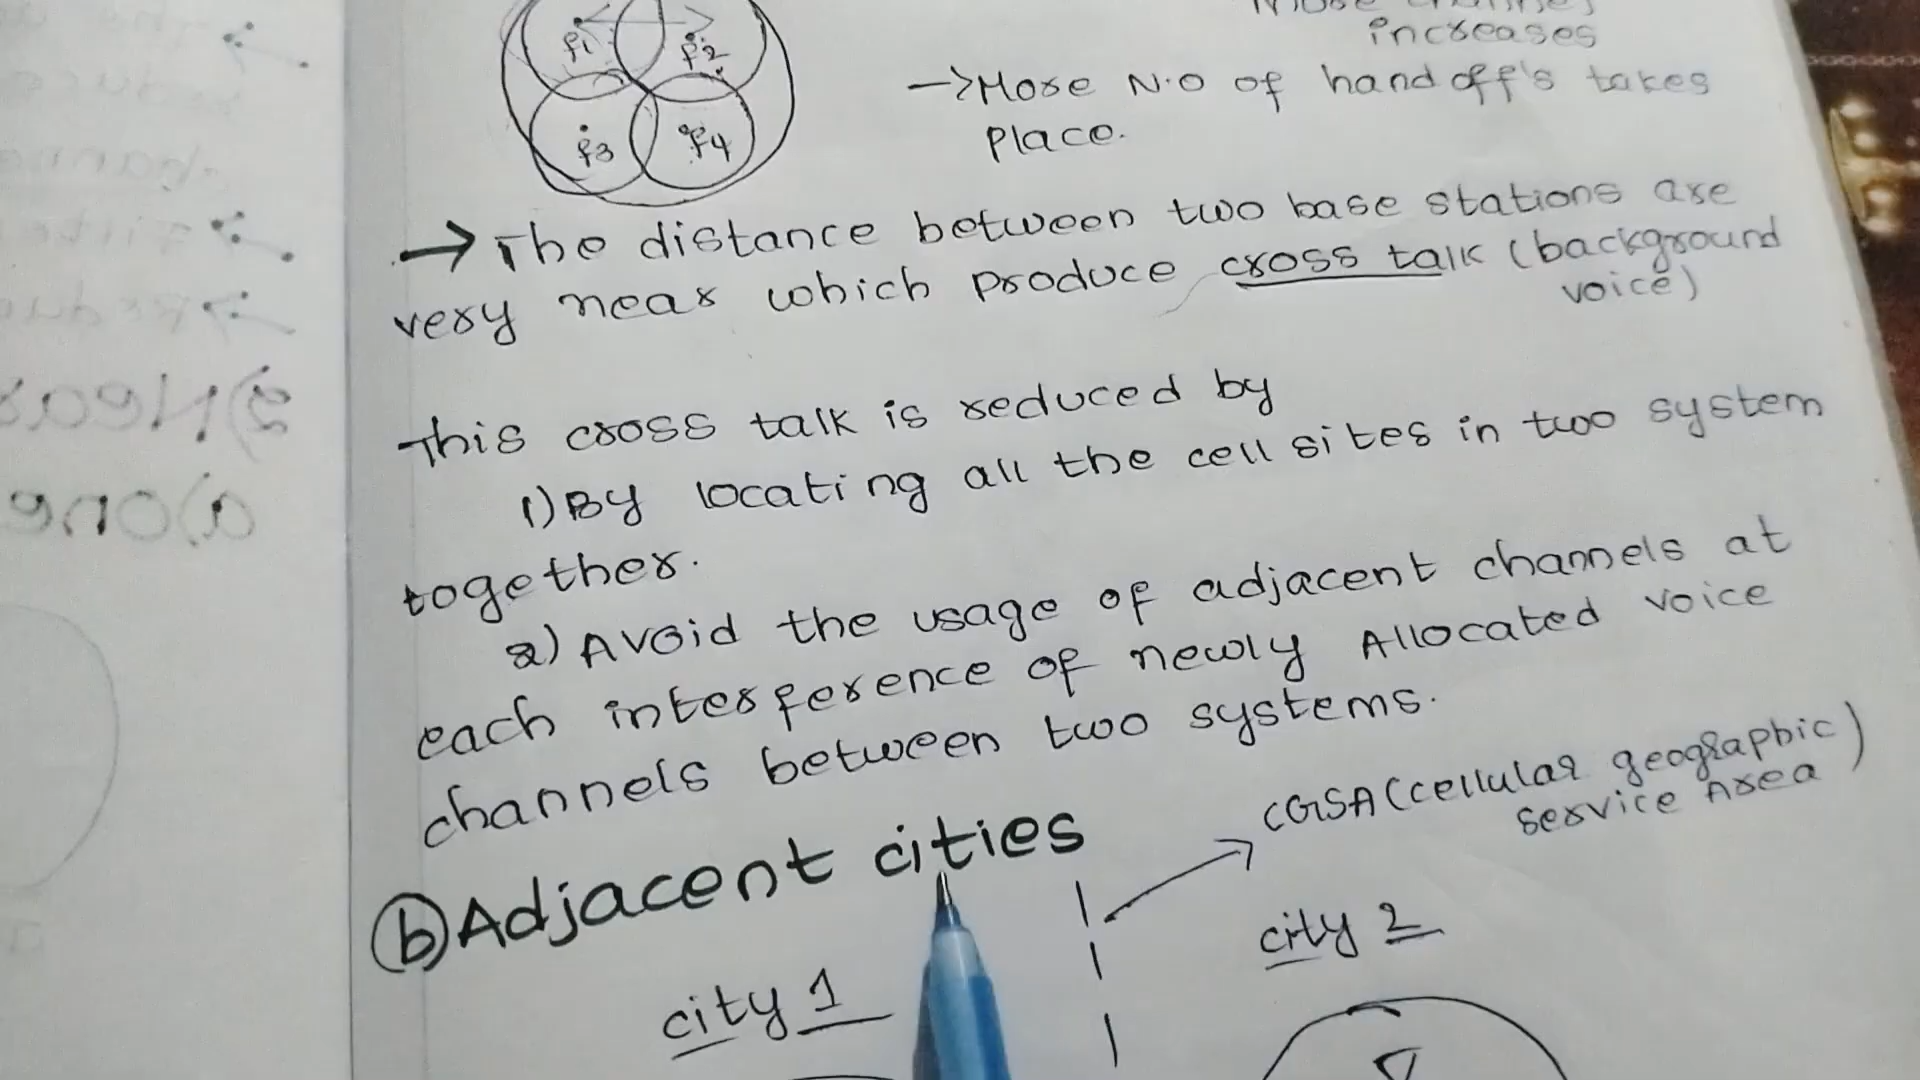 f1 f2
increases
→ More N.O of handoff's takes
place.
f3 f4
→ The distance between two base stations are
very near which produce cross talk (background
voice)
This cross talk is reduced by
1) By locating all the cell sites in two system
together.
2) Avoid the usage of adjacent channels at
each interference of newly Allocated voice
channels between two systems.
CGSA (cellular geographic
service Area)
(b) Adjacent cities
city 1
city 2